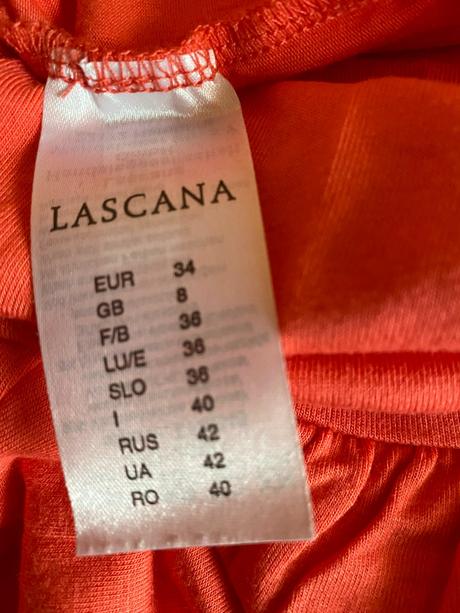 LASCANA
EUR 34
GB 8
F/B 36
LU/E 36
SLO 36
I 40
RUS 42
UA 42
RO 40